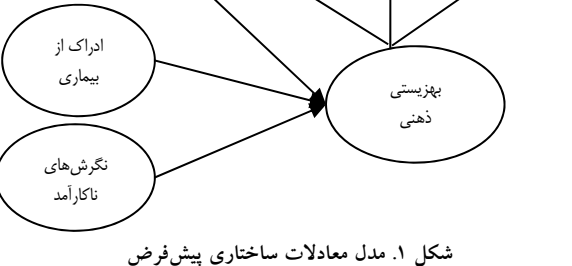 ادراک از
بیماری
بهزیستی
ذهنی
نگرش‌های
ناکارآمد
شکل ۱. مدل معادلات ساختاری پیش‌فرض